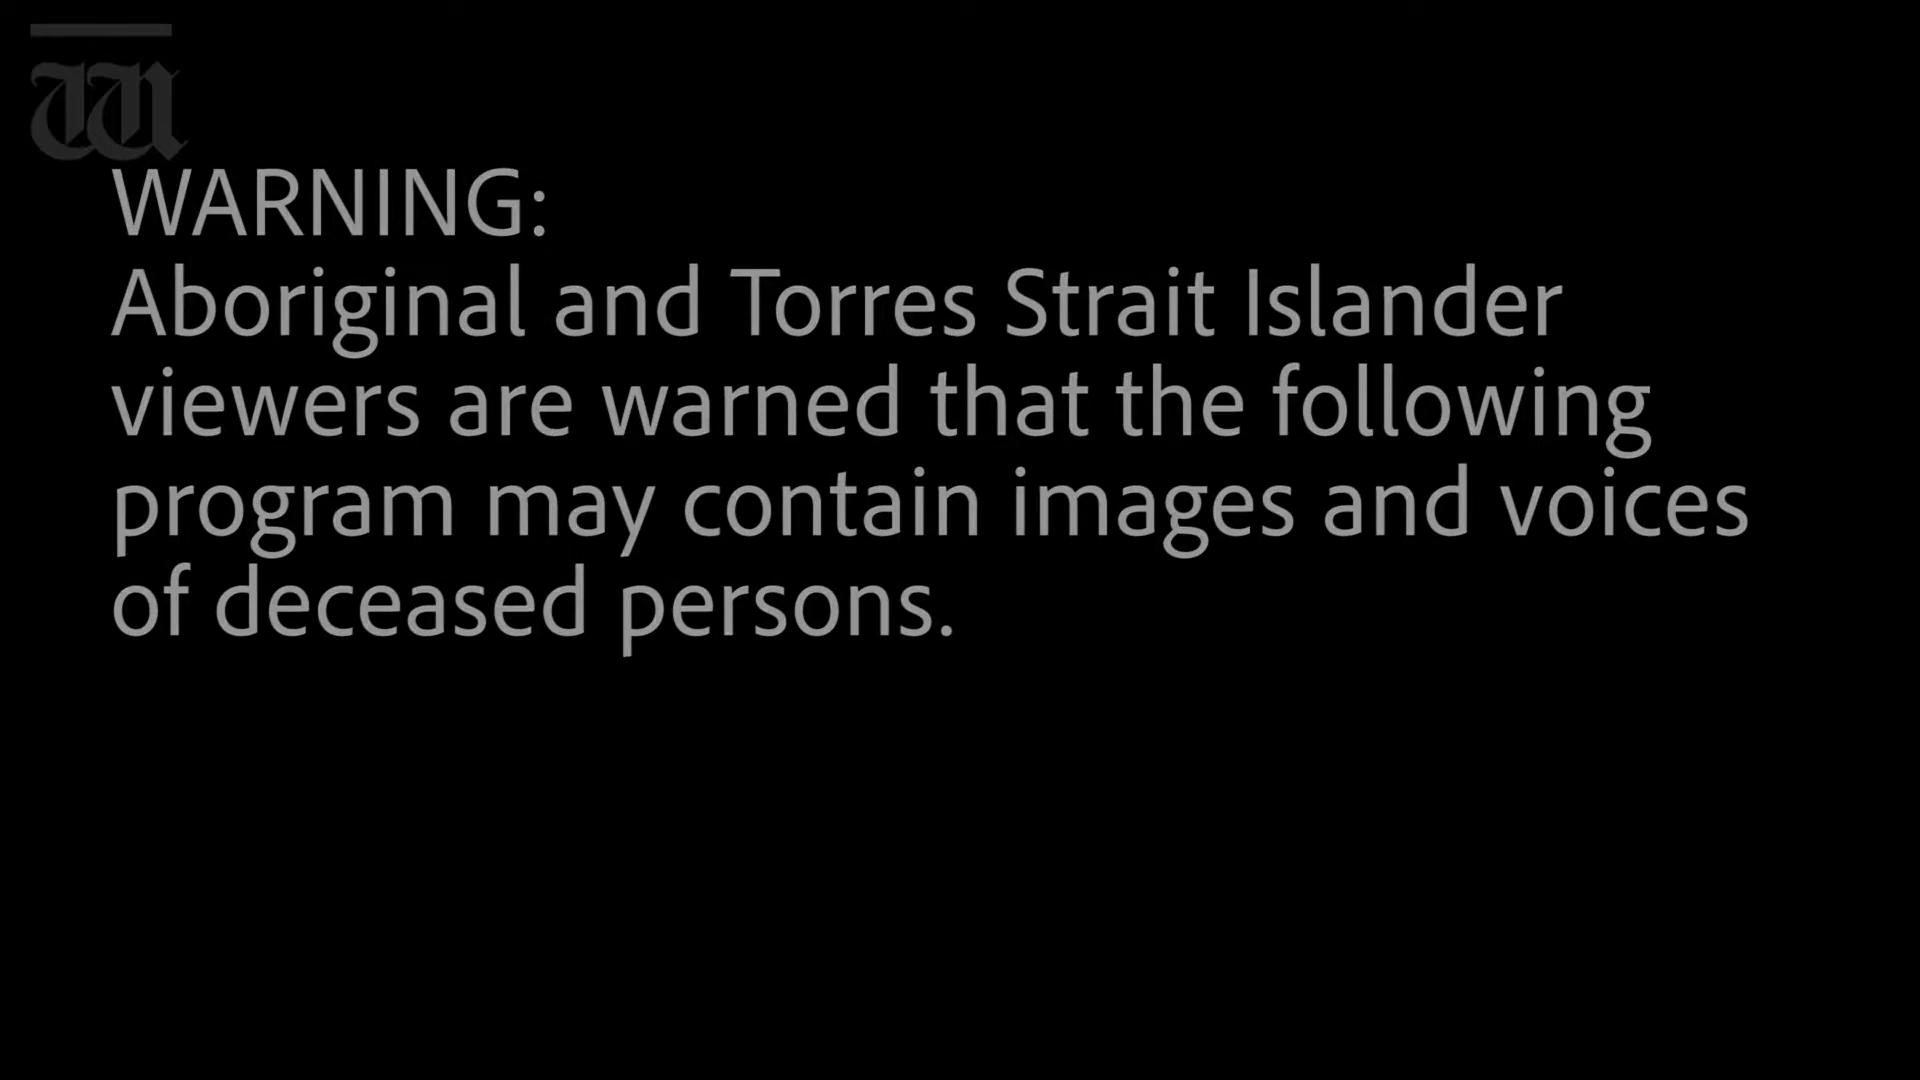 W
WARNING:
Aboriginal and Torres Strait Islander
viewers are warned that the following
program may contain images and voices
of deceased persons.